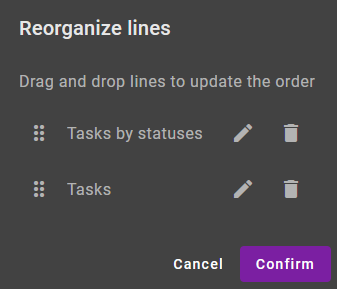 Reorganize lines
Drag and drop lines to update the order
Tasks by statuses
Tasks
Cancel Confirm